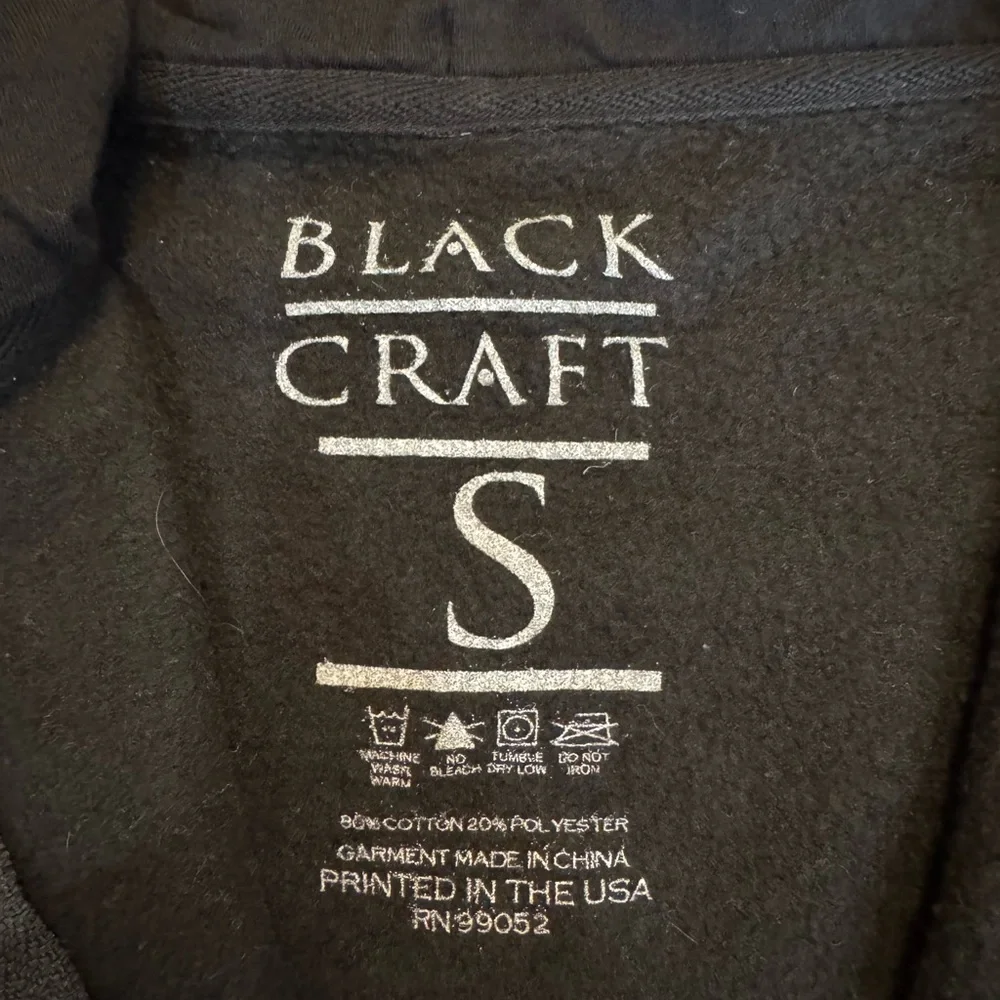 BLACK
CRAFT
S
MACHINE WASH WARM
NO BLEACH
TUMBLE DRY LOW
DO NOT IRON
80% COTTON 20% POLYESTER
GARMENT MADE IN CHINA
PRINTED IN THE USA
RN 99052